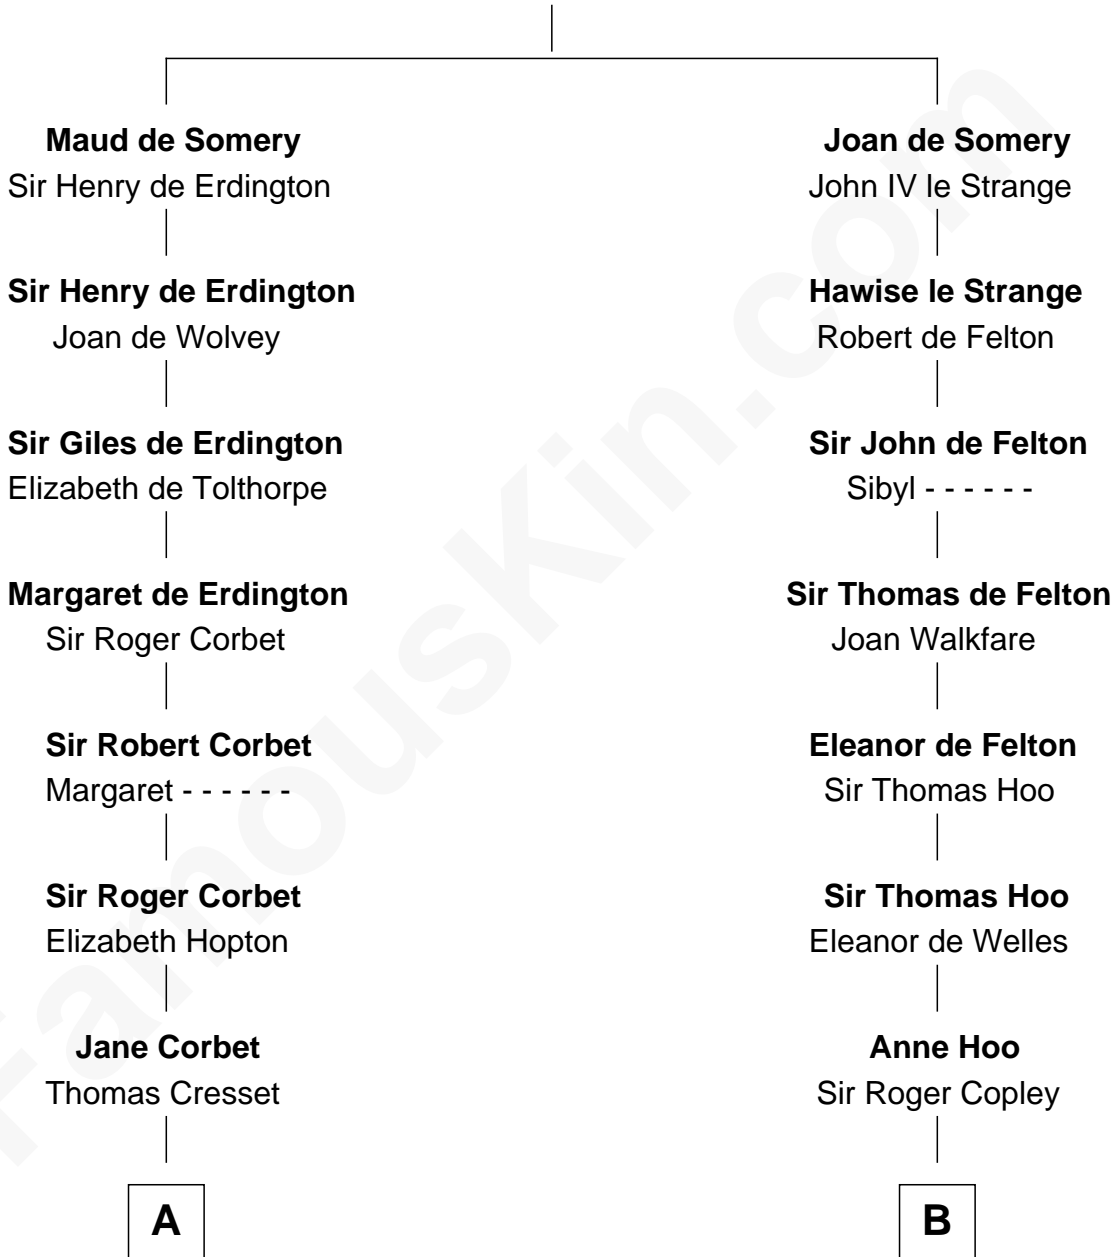 Maud de Somery
Sir Henry de Erdington
Sir Henry de Erdington
Joan de Wolvey
Sir Giles de Erdington
Elizabeth de Tolthorpe
Margaret de Erdington
Sir Roger Corbet
Sir Robert Corbet
Margaret - - - - - -
Sir Roger Corbet
Elizabeth Hopton
Jane Corbet
Thomas Cresset
A
Joan de Somery
John IV le Strange
Hawise le Strange
Robert de Felton
Sir John de Felton
Sibyl - - - - - -
Sir Thomas de Felton
Joan Walkfare
Eleanor de Felton
Sir Thomas Hoo
Sir Thomas Hoo
Eleanor de Welles
Anne Hoo
Sir Roger Copley
B
FamousKin.com